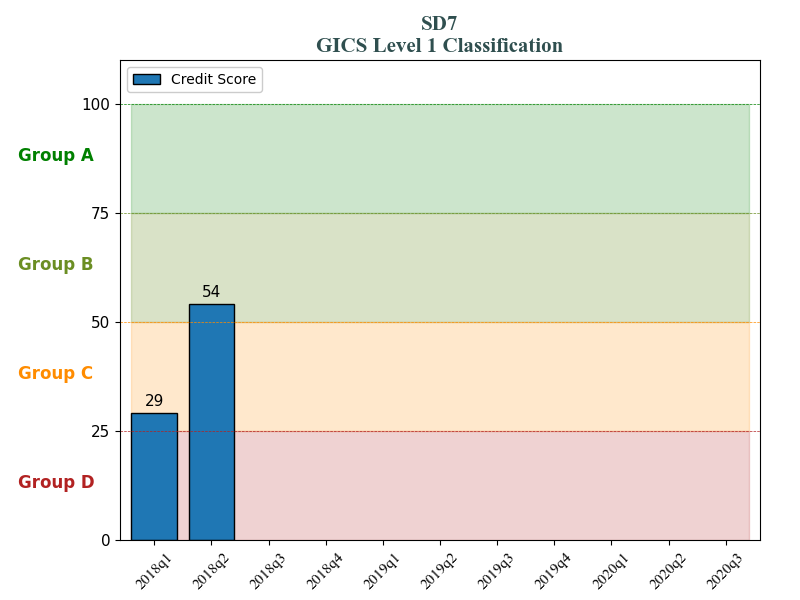 SD7
GICS Level 1 Classification
Credit Score
100
Group A
75
Group B
54
50
Group C
29
25
Group D
0
2018q1 2018q2 2018q3 2018q4 2019q1 2019q2 2019q3 2019q4 2020q1 2020q2 2020q3